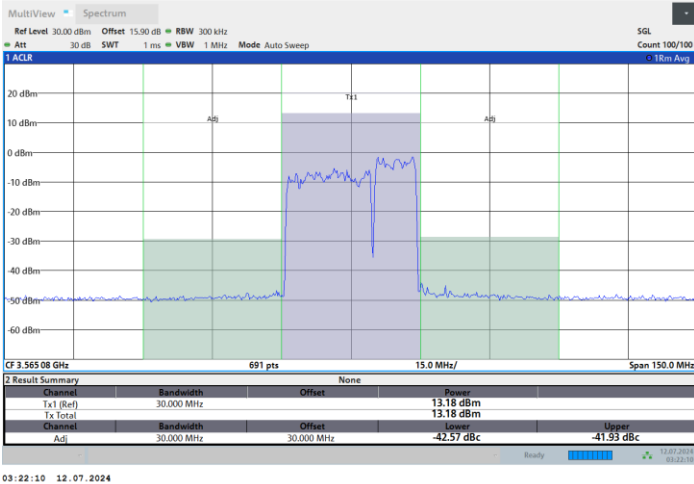 MultiView Spectrum
Ref Level 30.00 dBm Offset 15.90 dB RBW 300 kHz SGL
Att 30 dB SWT 1 ms VBW 1 MHz Mode Auto Sweep Count 100/100
1 ACLR 1Rm Avg
20 dBm
Tx1
10 dBm
Adj Adj
0 dBm
-10 dBm
-20 dBm
-30 dBm
-40 dBm
-50 dBm
-60 dBm
CF 3.565 08 GHz 691 pts 15.0 MHz/ Span 150.0 MHz
2 Result Summary None
Channel Bandwidth Offset Power
Tx1 (Ref) 30.000 MHz 13.18 dBm
Tx Total 13.18 dBm
Channel Bandwidth Offset Lower Upper
Adj 30.000 MHz 30.000 MHz -42.57 dBc -41.93 dBc
Ready 12.07.2024
03:22:10
03:22:10 12.07.2024